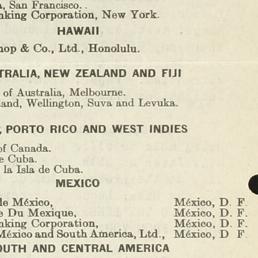 , San Francisco.
nking Corporation, New York.
HAWAII
hop & Co., Ltd., Honolulu.
TRALIA, NEW ZEALAND AND FIJI
of Australia, Melbourne.
land, Wellington, Suva and Levuka.
, PORTO RICO AND WEST INDIES
of Canada.
de Cuba.
la Isla de Cuba.
MEXICO
de México, México, D. F.
e Du Mexique, México, D. F.
nking Corporation, México, D. F.
México and South America, Ltd., México, D. F.
OUTH AND CENTRAL AMERICA